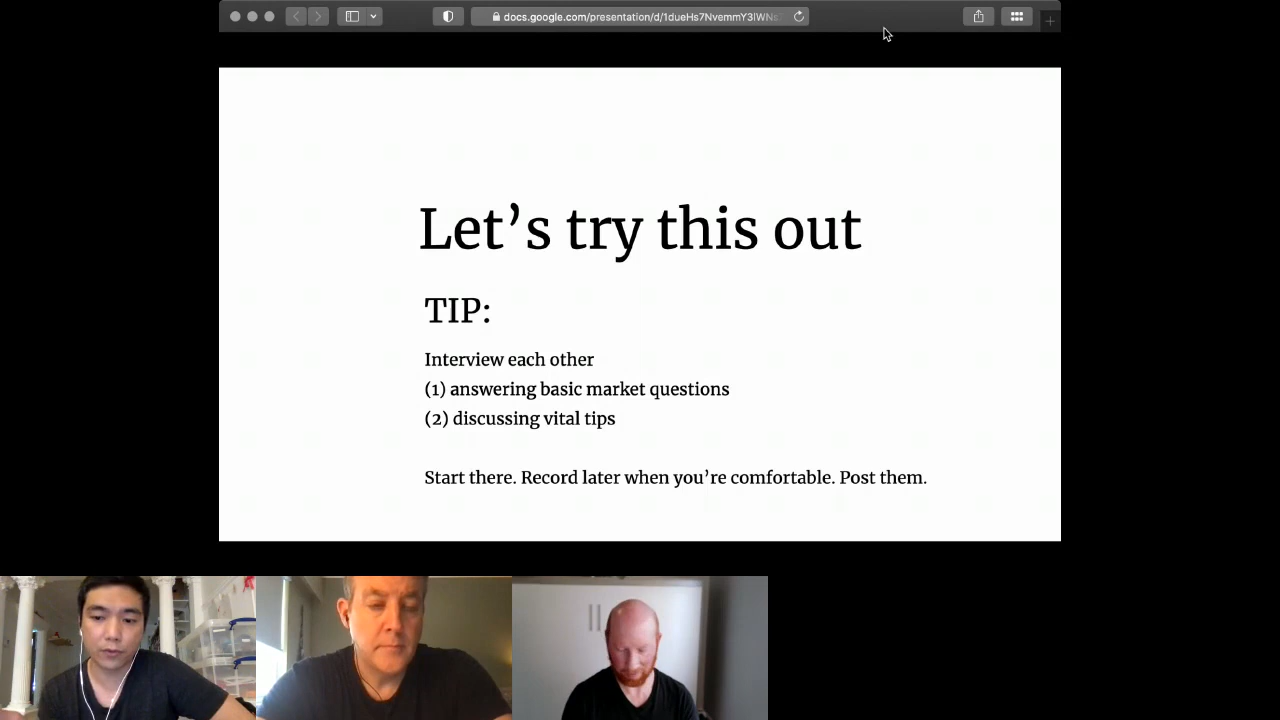 docs.google.com/presentation/d/1dueHs7NvemmY3IWNs
Let’s try this out
TIP:
Interview each other
(1) answering basic market questions
(2) discussing vital tips
Start there. Record later when you’re comfortable. Post them.